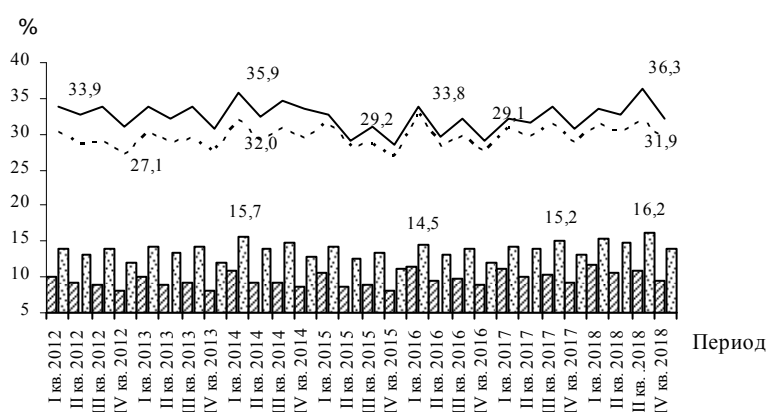 %
40
35
30
25
20
15
10
5
33,9
35,9
36,3
33,8
29,2
29,1
27,1
32,0
31,9
15,7
14,5
15,2
16,2
I кв. 2012
II кв. 2012
III кв. 2012
IV кв. 2012
I кв. 2013
II кв. 2013
III кв. 2013
IV кв. 2013
I кв. 2014
II кв. 2014
III кв. 2014
IV кв. 2014
I кв. 2015
II кв. 2015
III кв. 2015
IV кв. 2015
I кв. 2016
II кв. 2016
III кв. 2016
IV кв. 2016
I кв. 2017
II кв. 2017
III кв. 2017
IV кв. 2017
I кв. 2018
II кв. 2018
II кв. 2018
IV кв. 2018
Период